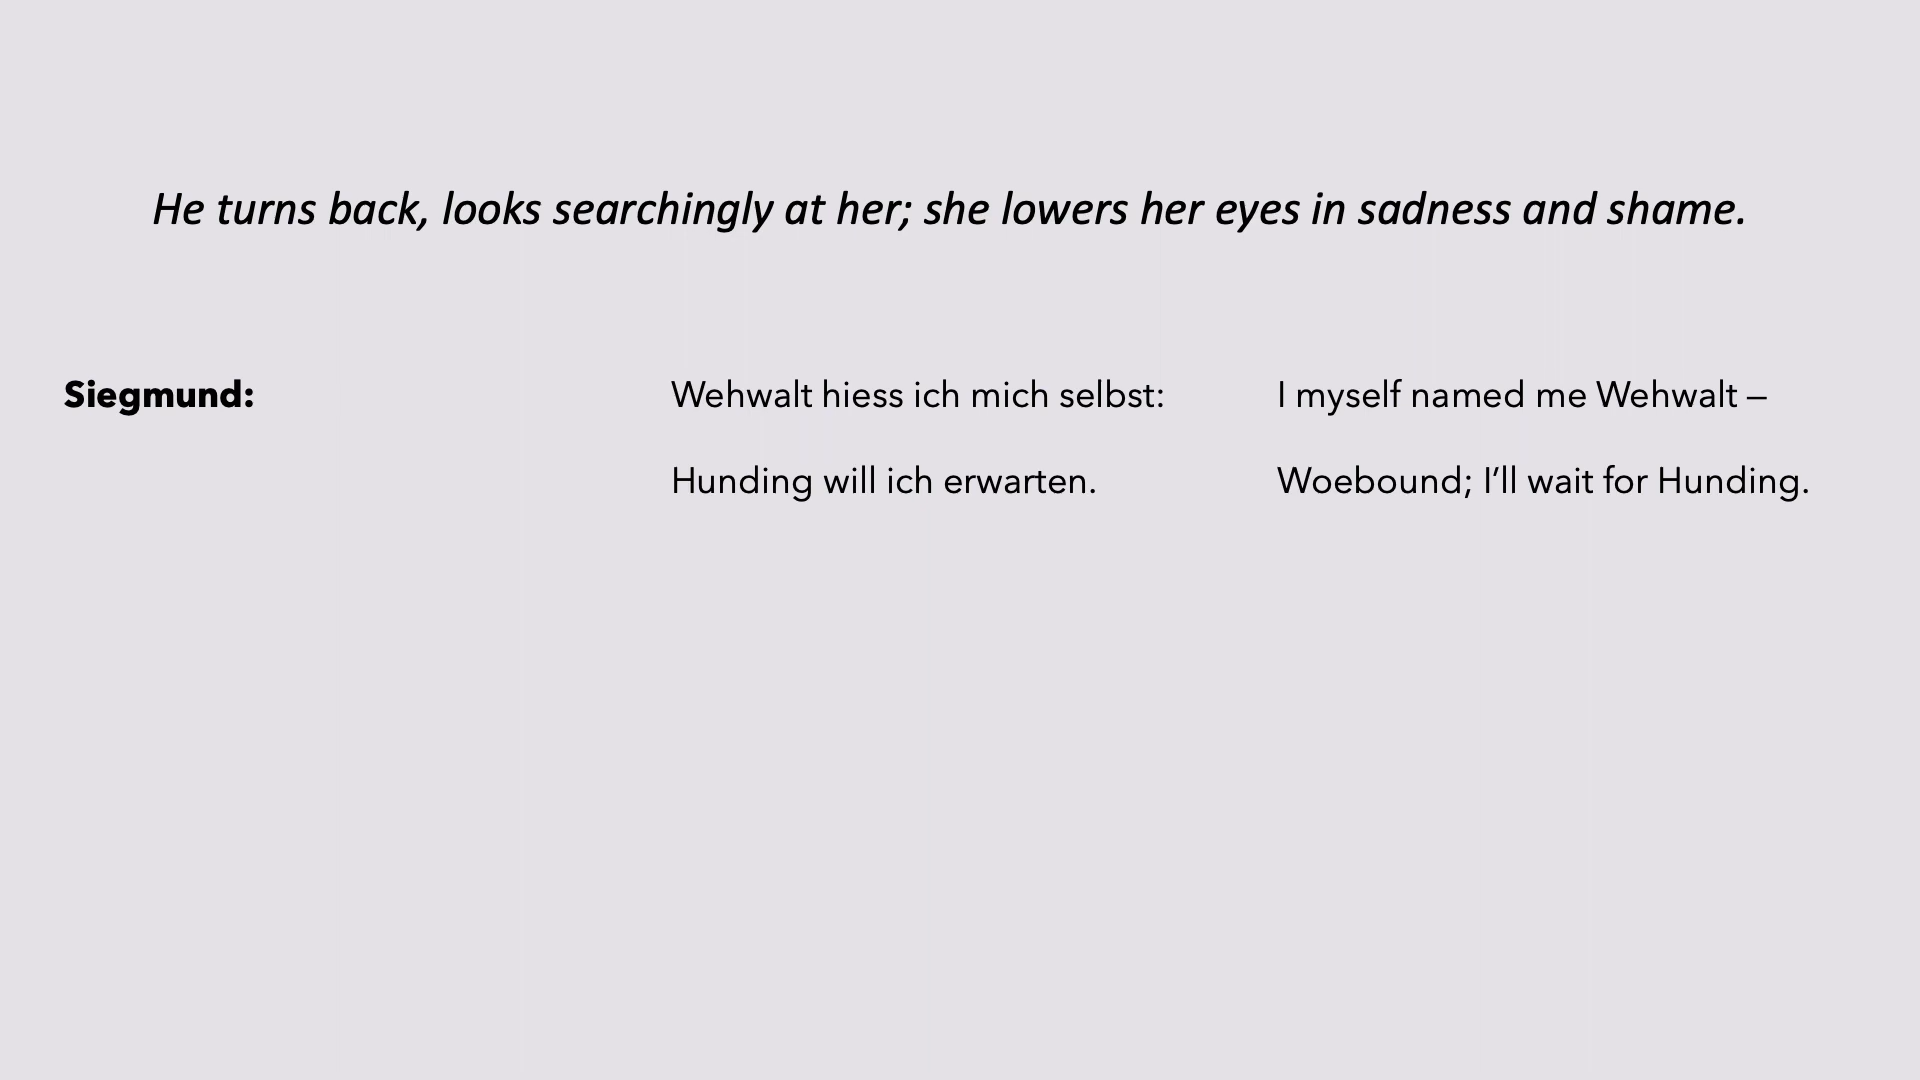 He turns back, looks searchingly at her; she lowers her eyes in sadness and shame.
Siegmund:
Wehwalt hiess ich mich selbst:
Hunding will ich erwarten.
I myself named me Wehwalt –
Woebound; I’ll wait for Hunding.